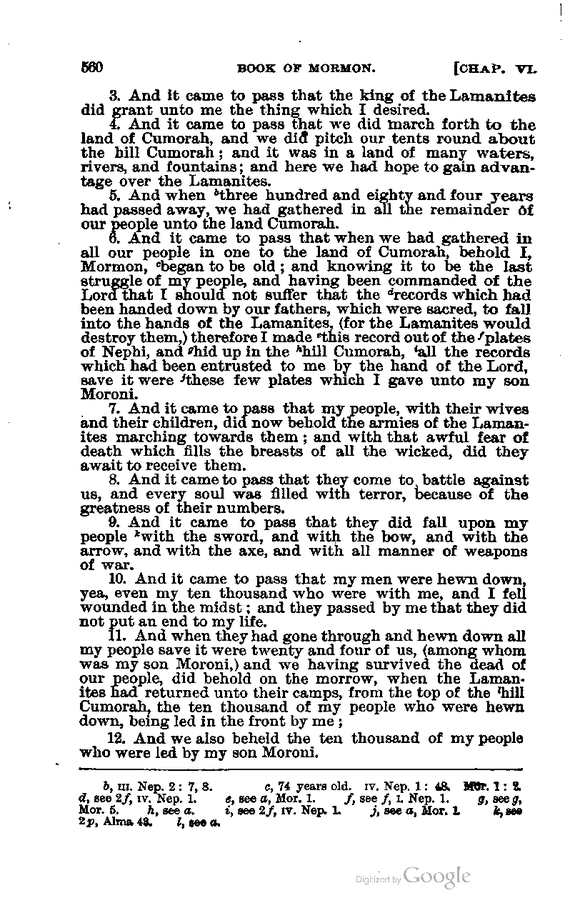 560 BOOK OF MORMON. [CHAP. VI.
3. And it came to pass that the king of the Lamanites
did grant unto me the thing which I desired.
4. And it came to pass that we did march forth to the
land of Cumorah, and we did pitch our tents round about
the hill Cumorah; and it was in a land of many waters,
rivers, and fountains; and here we had hope to gain advan-
tage over the Lamanites.
5. And when ᵇthree hundred and eighty and four years
had passed away, we had gathered in all the remainder of
our people unto the land Cumorah.
6. And it came to pass that when we had gathered in
all our people in one to the land of Cumorah, behold I,
Mormon, ᶜbegan to be old; and knowing it to be the last
struggle of my people, and having been commanded of the
Lord that I should not suffer that the ᵈrecords which had
been handed down by our fathers, which were sacred, to fall
into the hands of the Lamanites, (for the Lamanites would
destroy them,) therefore I made ᵉthis record out of the ᶠplates
of Nephi, and ᵍhid up in the ʰhill Cumorah, ⁱall the records
which had been entrusted to me by the hand of the Lord,
save it were ʲthese few plates which I gave unto my son
Moroni.
7. And it came to pass that my people, with their wives
and their children, did now behold the armies of the Laman-
ites marching towards them; and with that awful fear of
death which fills the breasts of all the wicked, did they
await to receive them.
8. And it came to pass that they come to battle against
us, and every soul was filled with terror, because of the
greatness of their numbers.
9. And it came to pass that they did fall upon my
people ᵏwith the sword, and with the bow, and with the
arrow, and with the axe, and with all manner of weapons
of war.
10. And it came to pass that my men were hewn down,
yea, even my ten thousand who were with me, and I fell
wounded in the midst; and they passed by me that they did
not put an end to my life.
11. And when they had gone through and hewn down all
my people save it were twenty and four of us, (among whom
was my son Moroni,) and we having survived the dead of
our people, did behold on the morrow, when the Laman-
ites had returned unto their camps, from the top of the ˡhill
Cumorah, the ten thousand of my people who were hewn
down, being led in the front by me;
12. And we also beheld the ten thousand of my people
who were led by my son Moroni.
b, III. Nep. 2: 7, 8. c, 74 years old. IV. Nep. 1: 48. Mor. 1: 2.
d, see 2f, IV. Nep. 1. e, see a, Mor. 1. f, see f, I. Nep. 1. g, see g,
Mor. 5. h, see a. i, see 2f, IV. Nep. 1. j, see a, Mor. 1. k, see
2p, Alma 43. l, see a.
Digitized by Google